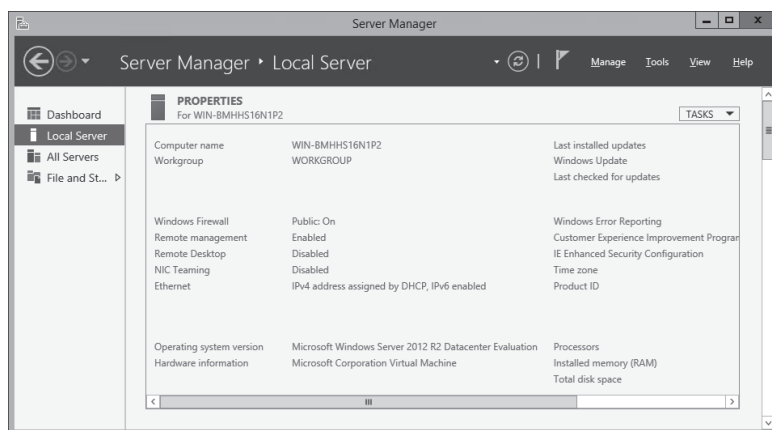 Server Manager
Server Manager ‣ Local Server
Manage Tools View Help
Dashboard
Local Server
All Servers
File and St...
PROPERTIES
For WIN-BMHHS16N1P2
TASKS
Computer name WIN-BMHHS16N1P2 Last installed updates
Workgroup WORKGROUP Windows Update
Last checked for updates
Windows Firewall Public: On Windows Error Reporting
Remote management Enabled Customer Experience Improvement Prograr
Remote Desktop Disabled IE Enhanced Security Configuration
NIC Teaming Disabled Time zone
Ethernet IPv4 address assigned by DHCP, IPv6 enabled Product ID
Operating system version Microsoft Windows Server 2012 R2 Datacenter Evaluation Processors
Hardware information Microsoft Corporation Virtual Machine Installed memory (RAM)
Total disk space